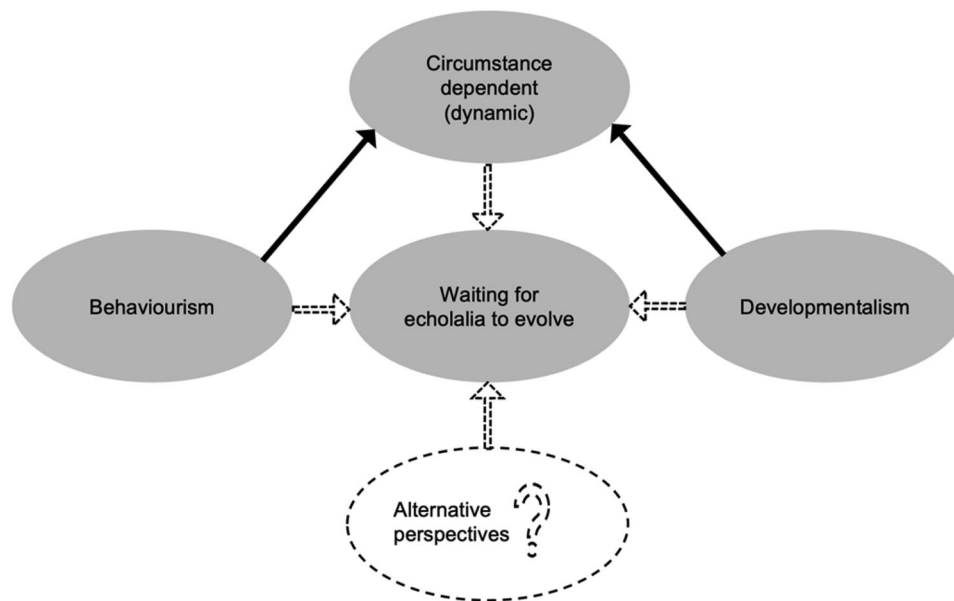 Circumstance
dependent
(dynamic)
Behaviourism
Waiting for
echolalia to evolve
Developmentalism
Alternative
perspectives ?